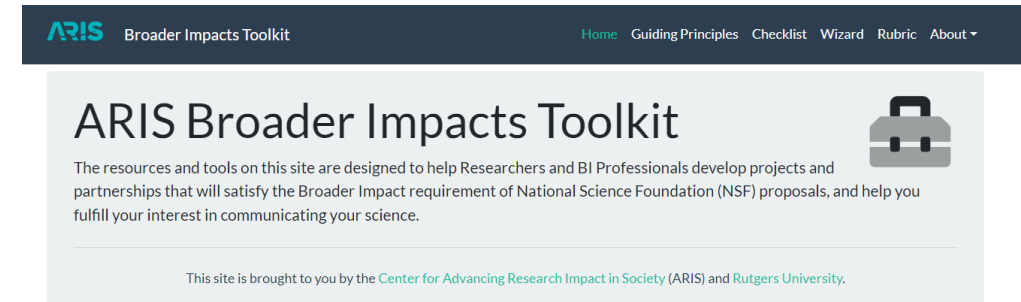 ARIS Broader Impacts Toolkit Home Guiding Principles Checklist Wizard Rubric About
ARIS Broader Impacts Toolkit
The resources and tools on this site are designed to help Researchers and BI Professionals develop projects and
partnerships that will satisfy the Broader Impact requirement of National Science Foundation (NSF) proposals, and help you
fulfill your interest in communicating your science.
This site is brought to you by the Center for Advancing Research Impact in Society (ARIS) and Rutgers University.